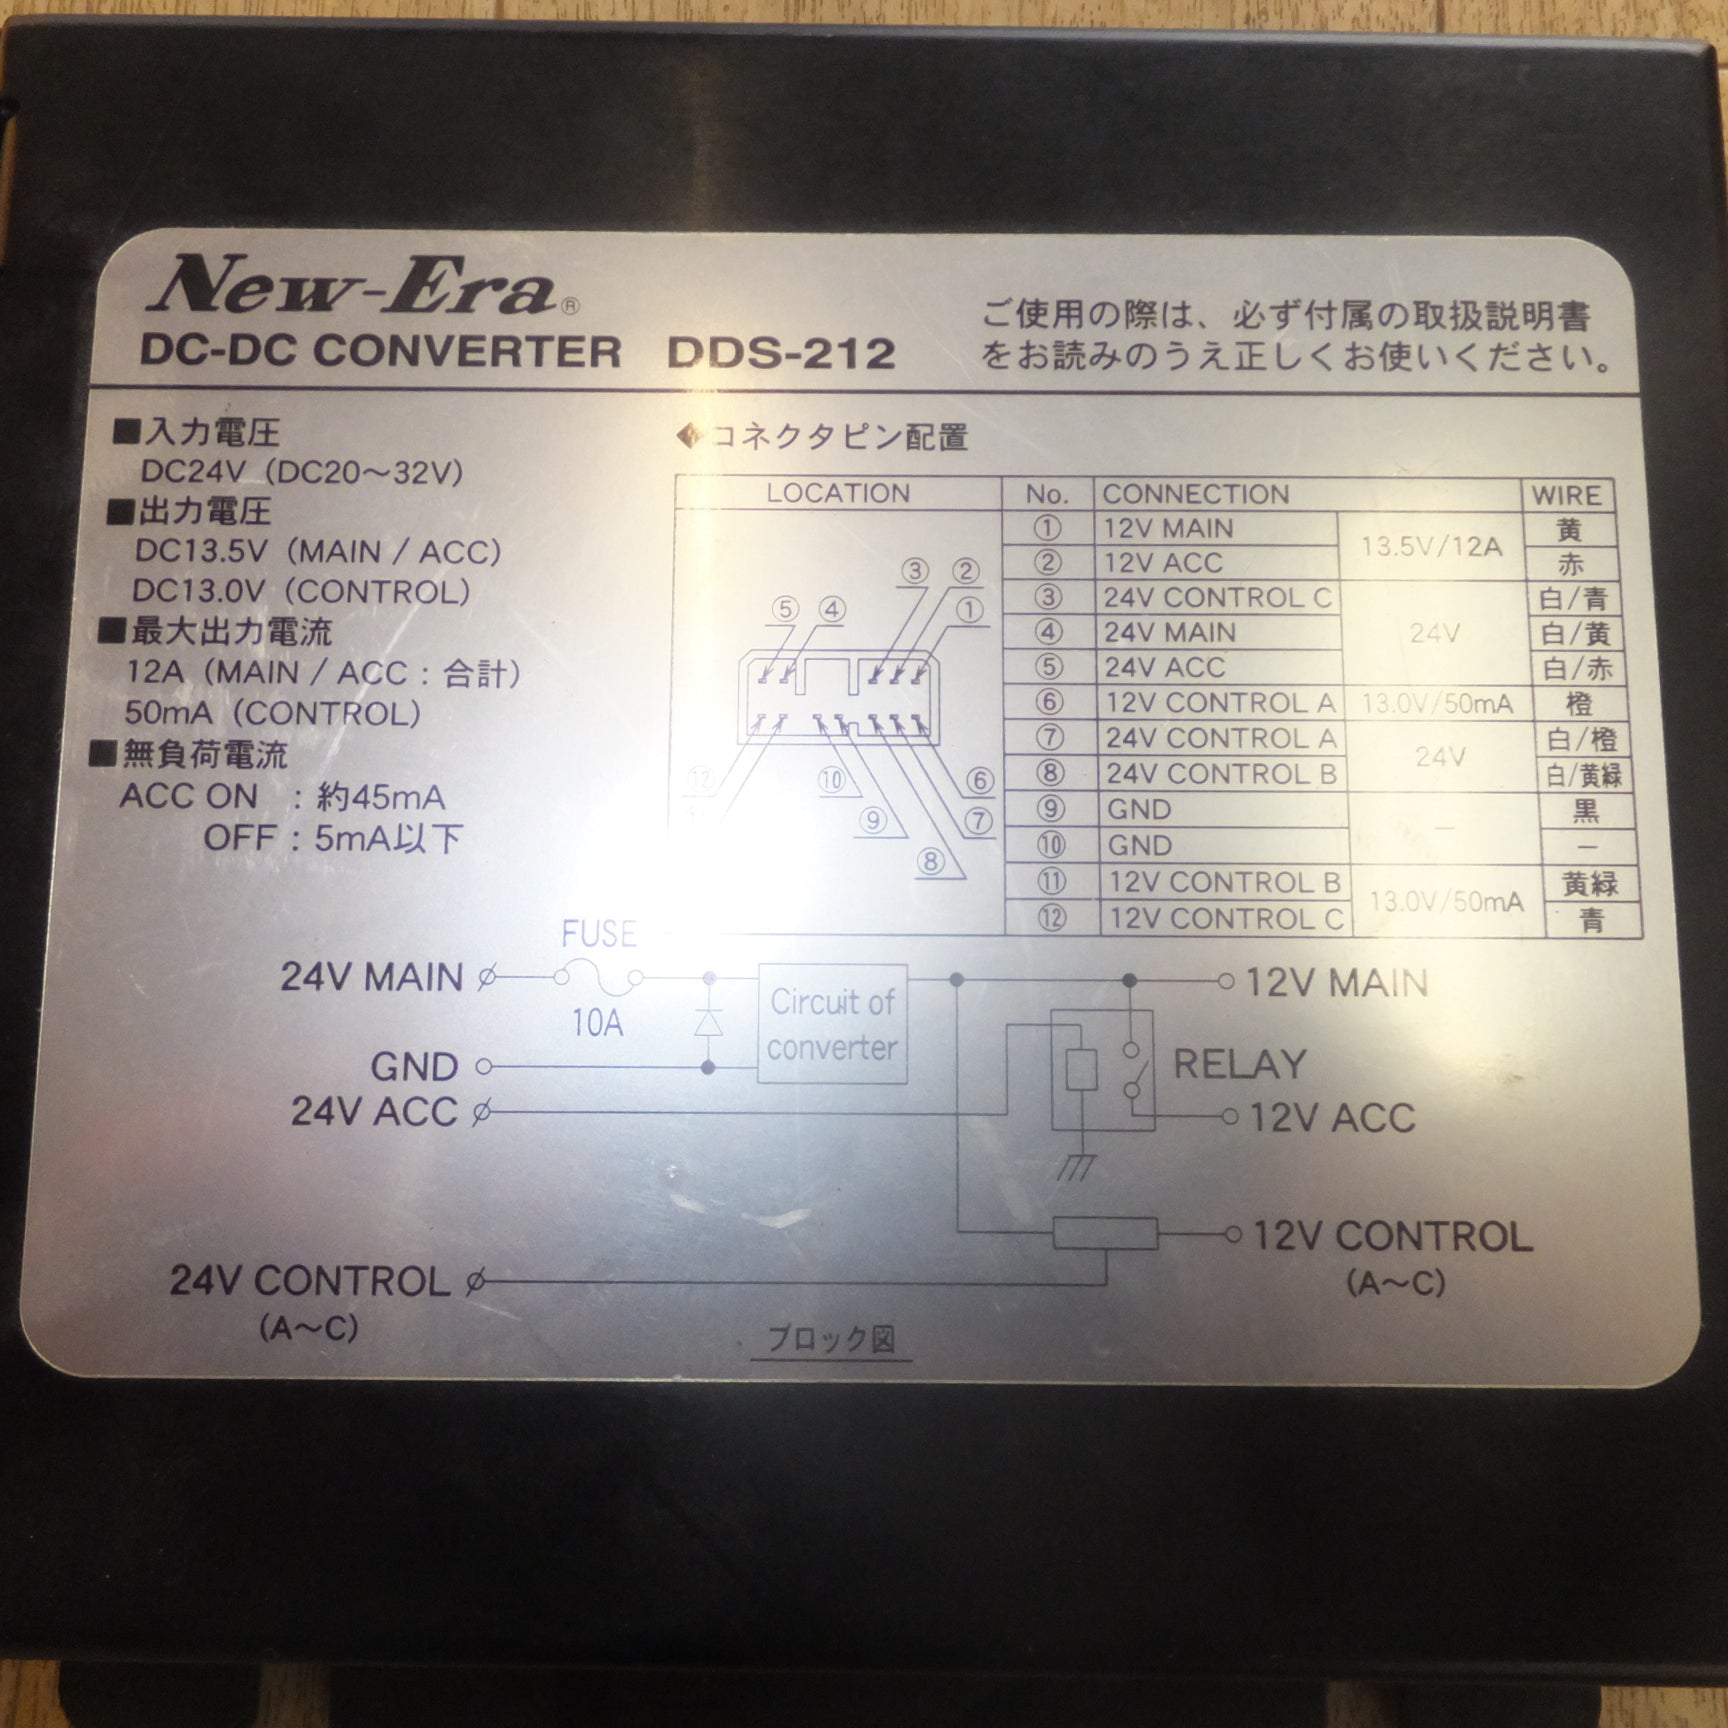 New-Era®
DC-DC CONVERTER DDS-212
ご使用の際は、必ず付属の取扱説明書
をお読みのうえ正しくお使いください。
■入力電圧
DC24V（DC20～32V）
■出力電圧
DC13.5V（MAIN / ACC）
DC13.0V（CONTROL）
■最大出力電流
12A（MAIN / ACC：合計）
50mA（CONTROL）
■無負荷電流
ACC ON ：約45mA
OFF：5mA以下
◆コネクタピン配置
LOCATION No. CONNECTION WIRE
① 12V MAIN 13.5V/12A 黄
② 12V ACC 赤
③ 24V CONTROL C 24V 白/青
④ 24V MAIN 白/黄
⑤ 24V ACC 白/赤
⑥ 12V CONTROL A 13.0V/50mA 橙
⑦ 24V CONTROL A 24V 白/橙
⑧ 24V CONTROL B 白/黄緑
⑨ GND － 黒
⑩ GND －
⑪ 12V CONTROL B 13.0V/50mA 黄緑
⑫ 12V CONTROL C 青
③ ②
⑤ ④ ①
⑫ ⑩ ⑥
⑪ ⑨ ⑦
⑧
FUSE
24V MAIN
10A
Circuit of
converter
12V MAIN
GND
RELAY
24V ACC
12V ACC
12V CONTROL
(A～C)
24V CONTROL
(A～C)
ブロック図